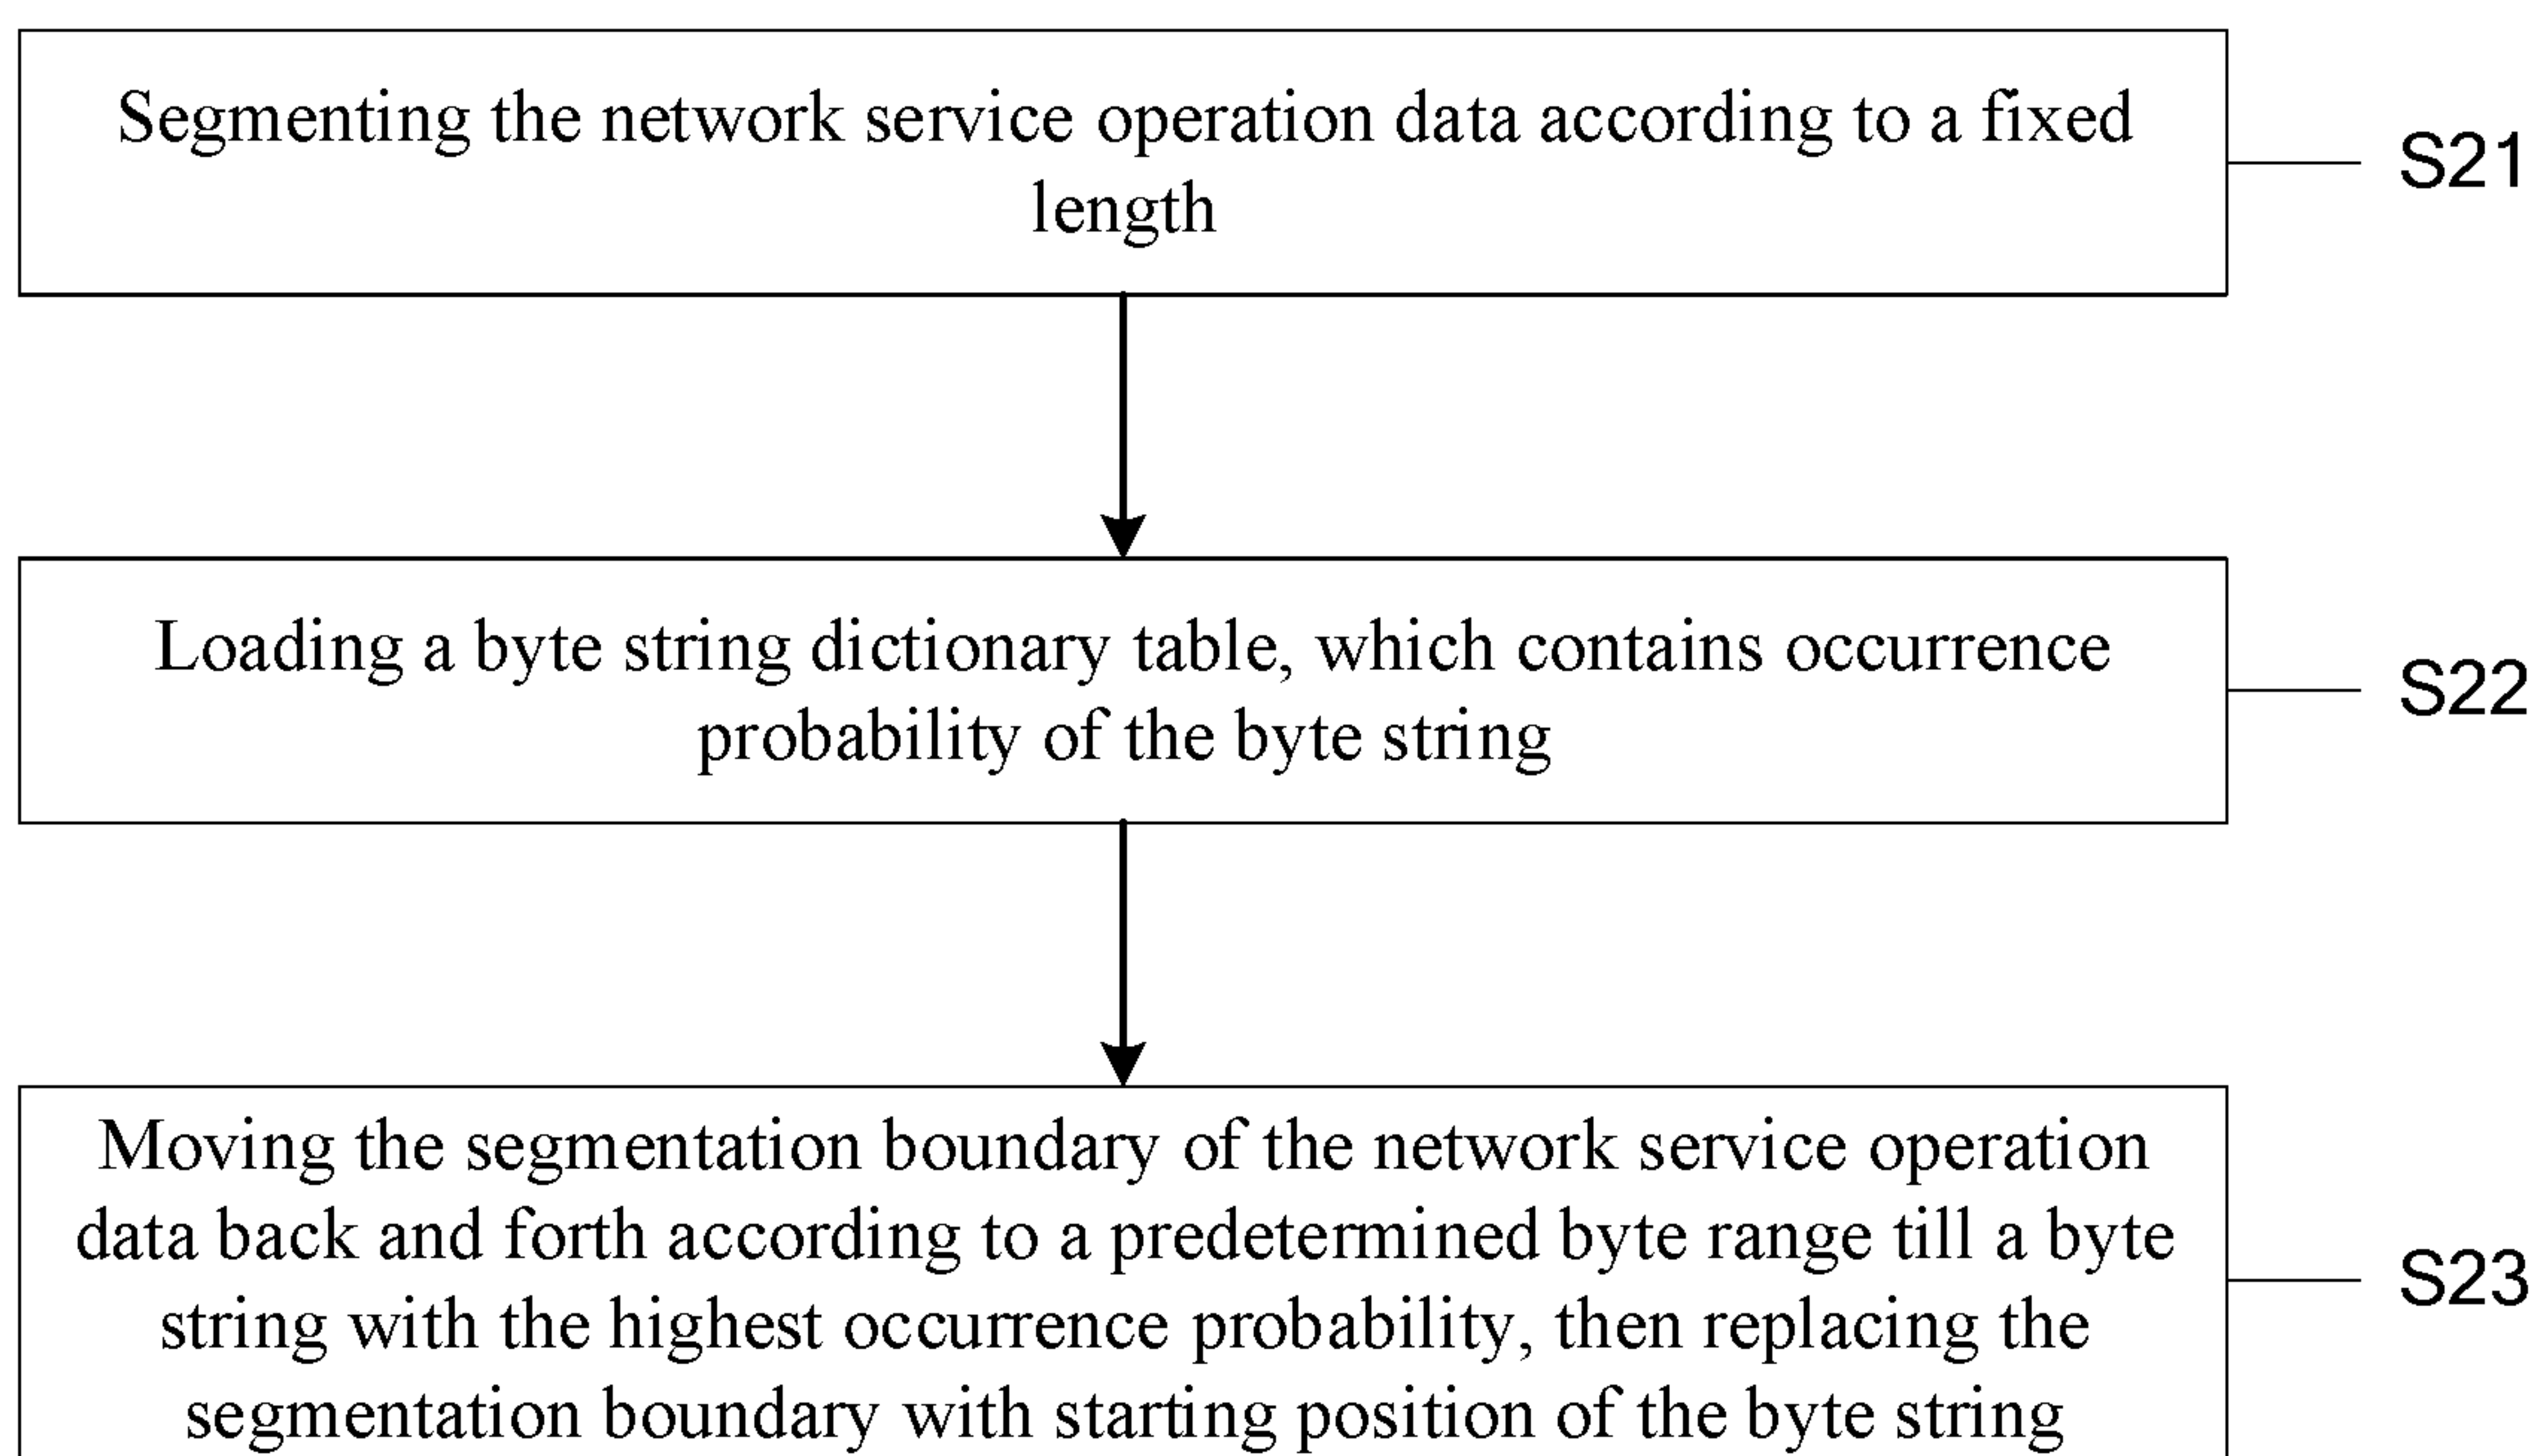 Segmenting the network service operation data according to a fixed
length
S21
Loading a byte string dictionary table, which contains occurrence
probability of the byte string
S22
Moving the segmentation boundary of the network service operation
data back and forth according to a predetermined byte range till a byte
string with the highest occurrence probability, then replacing the
segmentation boundary with starting position of the byte string
S23